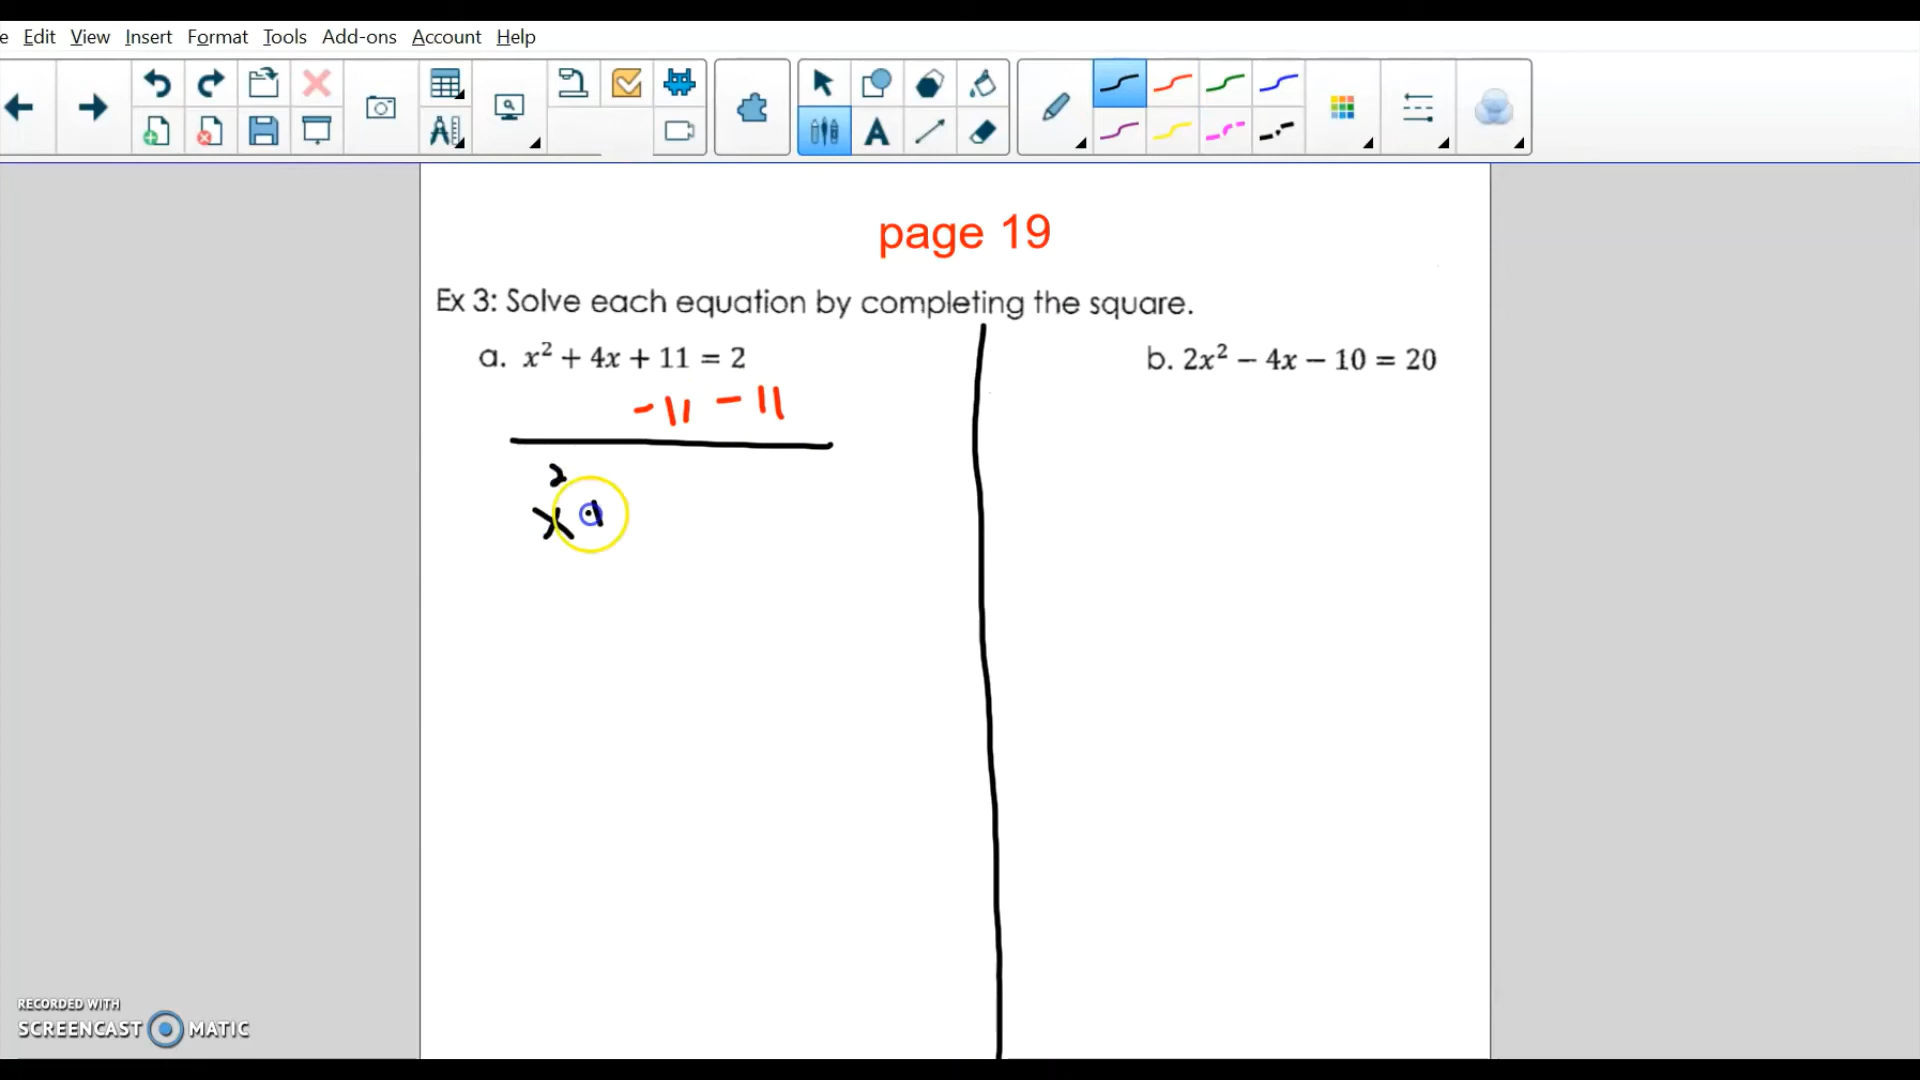 e Edit View Insert Format Tools Add-ons Account Help
page 19
Ex 3: Solve each equation by completing the square.
a. x² + 4x + 11 = 2
-11 -11
x²
b. 2x² − 4x − 10 = 20
RECORDED WITH
SCREENCAST MATIC